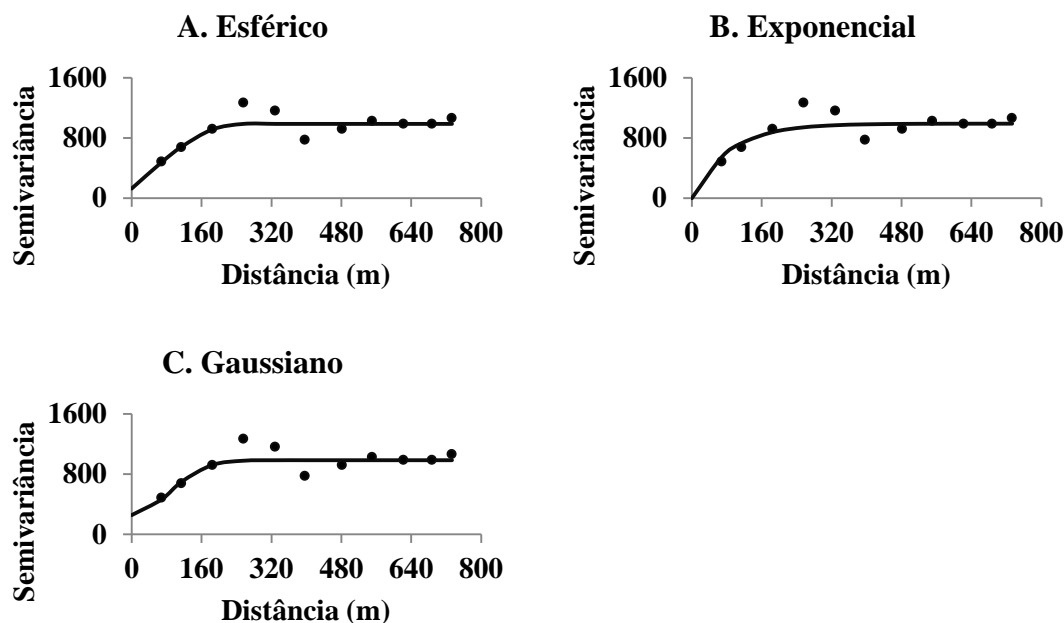 A. Esférico
Semivariância
1600
800
0
0 160 320 480 640 800
Distância (m)
B. Exponencial
Semivariância
1600
800
0
0 160 320 480 640 800
Distância (m)
C. Gaussiano
Semivariância
1600
800
0
0 160 320 480 640 800
Distância (m)